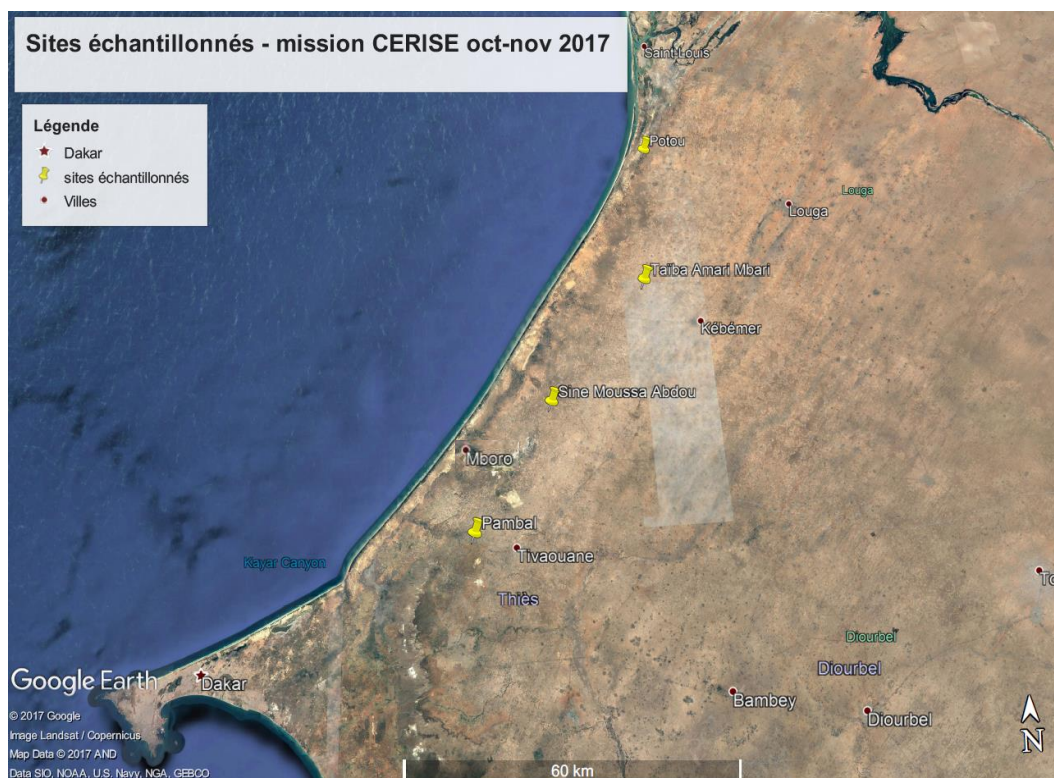 Sites échantillonnés - mission CERISE oct-nov 2017
Saint-Louis
Légende
Dakar
sites échantillonnés
Villes
Potou
Louga
Louga
Taïba Amari Mbari
Kébémer
Sine Moussa Abdou
Mboro
Pambal
Tivaouane
Kayar Canyon
Thiès
Diourbel
Diourbel
Google Earth
Dakar
Bambey
Diourbel
N
© 2017 Google
Image Landsat / Copernicus
Map Data © 2017 AND
Data SIO, NOAA, U.S. Navy, NGA, GEBCO
60 km